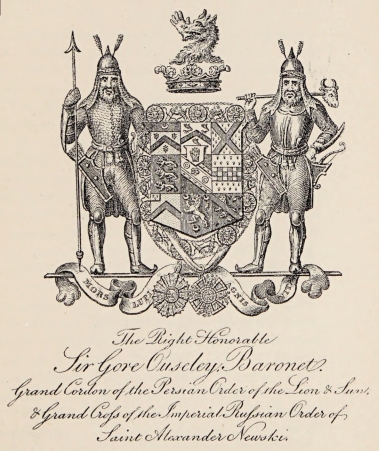 MORS LUPI AGNIS VITA
The Right Honorable
Sir Gore Ouseley, Baronet.
Grand Cordon of the Persian Order of the Lion & Sun,
& Grand Cross of the Imperial Russian Order of
Saint Alexander Newski.